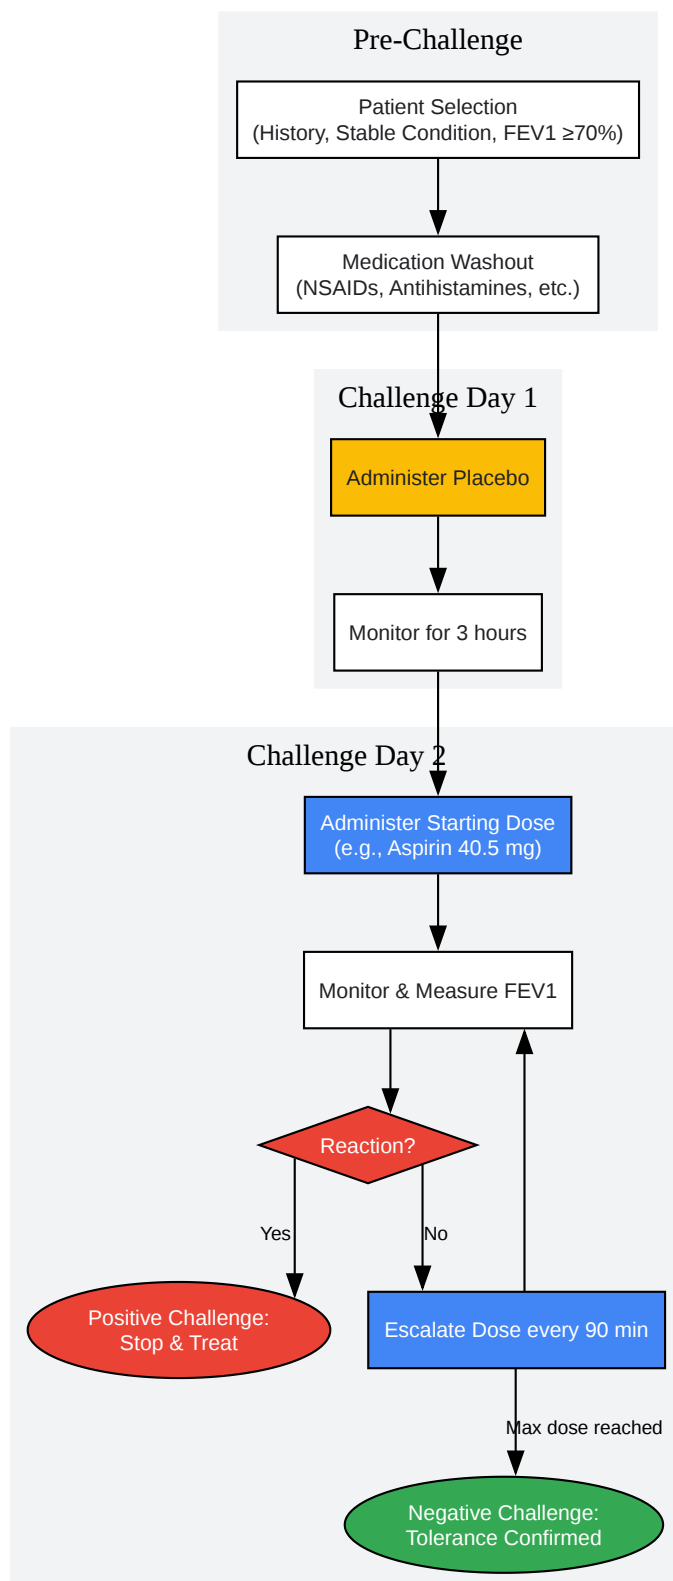 Pre-Challenge
Patient Selection
(History, Stable Condition, FEV1 ≥70%)
Medication Washout
(NSAIDs, Antihistamines, etc.)
Challenge Day 1
Administer Placebo
Monitor for 3 hours
Challenge Day 2
Administer Starting Dose
(e.g., Aspirin 40.5 mg)
Monitor & Measure FEV1
Reaction?
Yes
No
Positive Challenge:
Stop & Treat
Escalate Dose every 90 min
Max dose reached
Negative Challenge:
Tolerance Confirmed